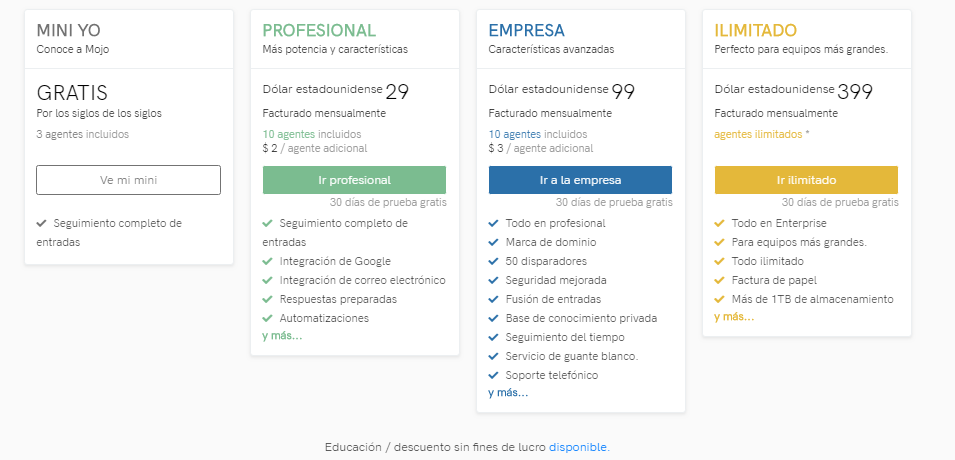 MINI YO
Conoce a Mojo
GRATIS
Por los siglos de los siglos
3 agentes incluidos
Ve mi mini
Seguimiento completo de
entradas
PROFESIONAL
Más potencia y características
Dólar estadounidense 29
Facturado mensualmente
10 agentes incluidos
$ 2 / agente adicional
Ir profesional
30 días de prueba gratis
Seguimiento completo de
entradas
Integración de Google
Integración de correo electrónico
Respuestas preparadas
Automatizaciones
y más...
EMPRESA
Características avanzadas
Dólar estadounidense 99
Facturado mensualmente
10 agentes incluidos
$ 3 / agente adicional
Ir a la empresa
30 días de prueba gratis
Todo en profesional
Marca de dominio
50 disparadores
Seguridad mejorada
Fusión de entradas
Base de conocimiento privada
Seguimiento del tiempo
Servicio de guante blanco.
Soporte telefónico
y más...
ILIMITADO
Perfecto para equipos más grandes.
Dólar estadounidense 399
Facturado mensualmente
agentes ilimitados *
Ir ilimitado
30 días de prueba gratis
Todo en Enterprise
Para equipos más grandes.
Todo ilimitado
Factura de papel
Más de 1TB de almacenamiento
y más...
Educación / descuento sin fines de lucro disponible.